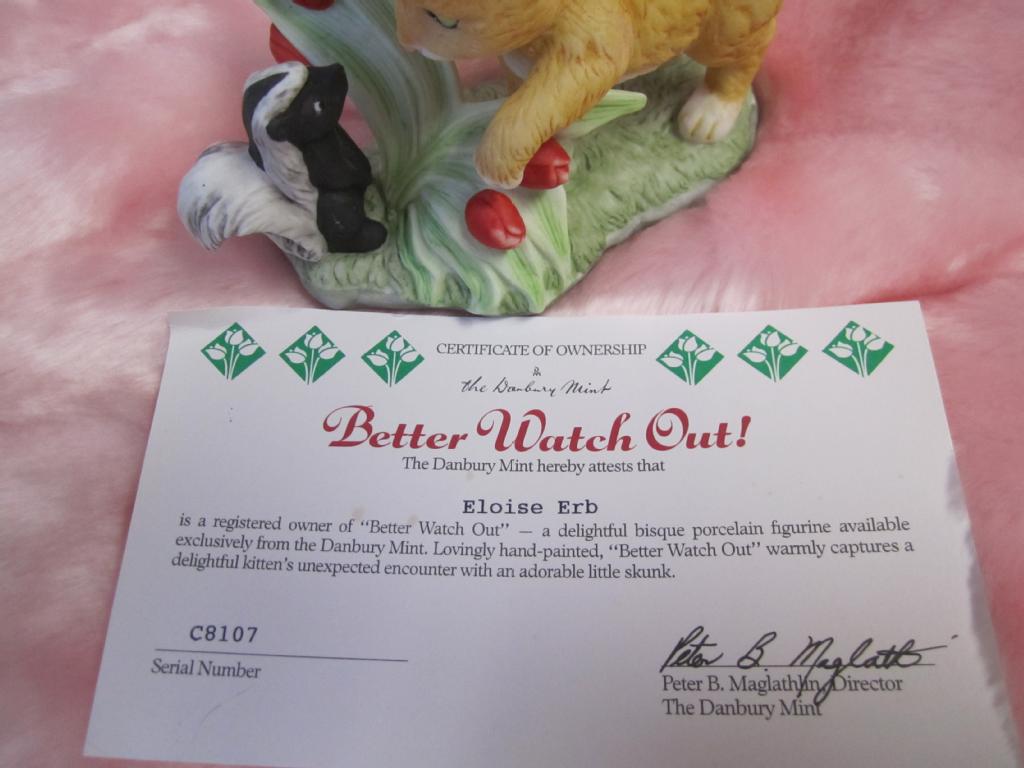 CERTIFICATE OF OWNERSHIP
the Danbury Mint
Better Watch Out!
The Danbury Mint hereby attests that
Eloise Erb
is a registered owner of "Better Watch Out" — a delightful bisque porcelain figurine available
exclusively from the Danbury Mint. Lovingly hand-painted, "Better Watch Out" warmly captures a
delightful kitten's unexpected encounter with an adorable little skunk.
C8107
Serial Number
Peter B. Maglathlin
Peter B. Maglathlin, Director
The Danbury Mint